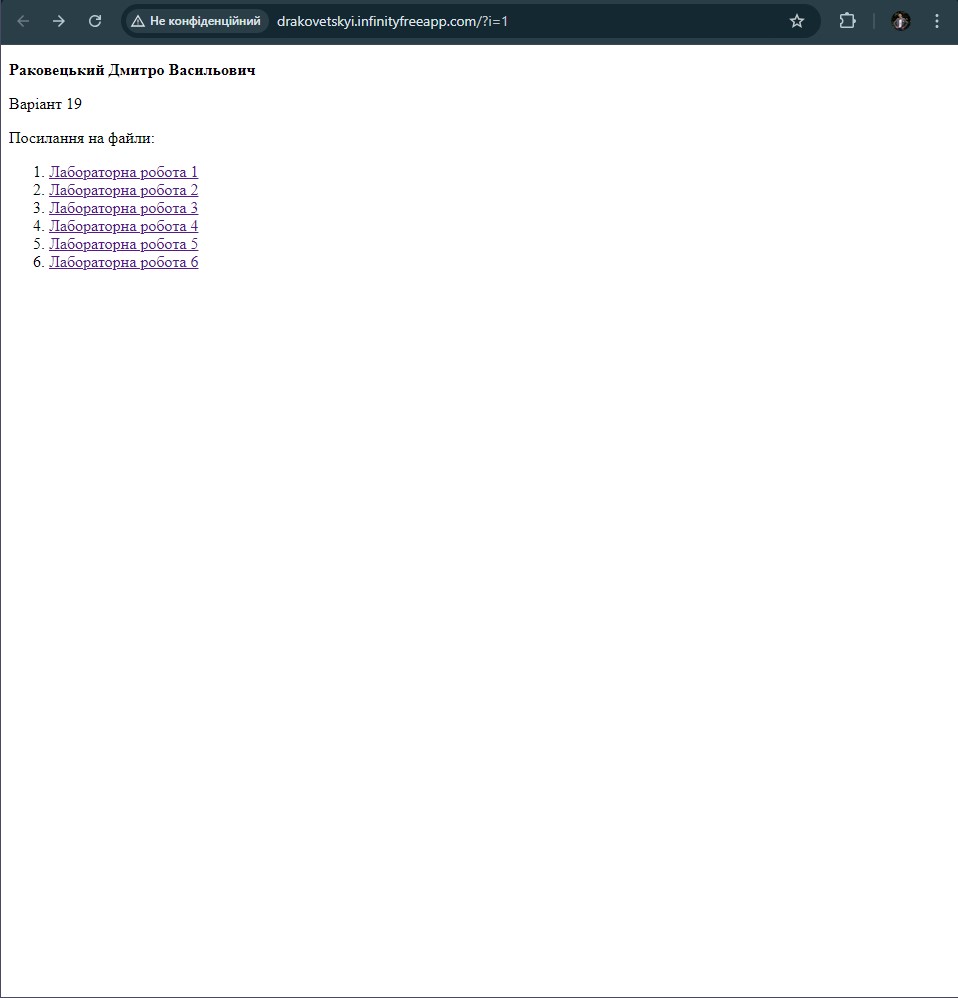 Не конфіденційний drakovetskyi.infinityfreeapp.com/?i=1
Раковецький Дмитро Васильович
Варіант 19
Посилання на файли:
1. Лабораторна робота 1
2. Лабораторна робота 2
3. Лабораторна робота 3
4. Лабораторна робота 4
5. Лабораторна робота 5
6. Лабораторна робота 6